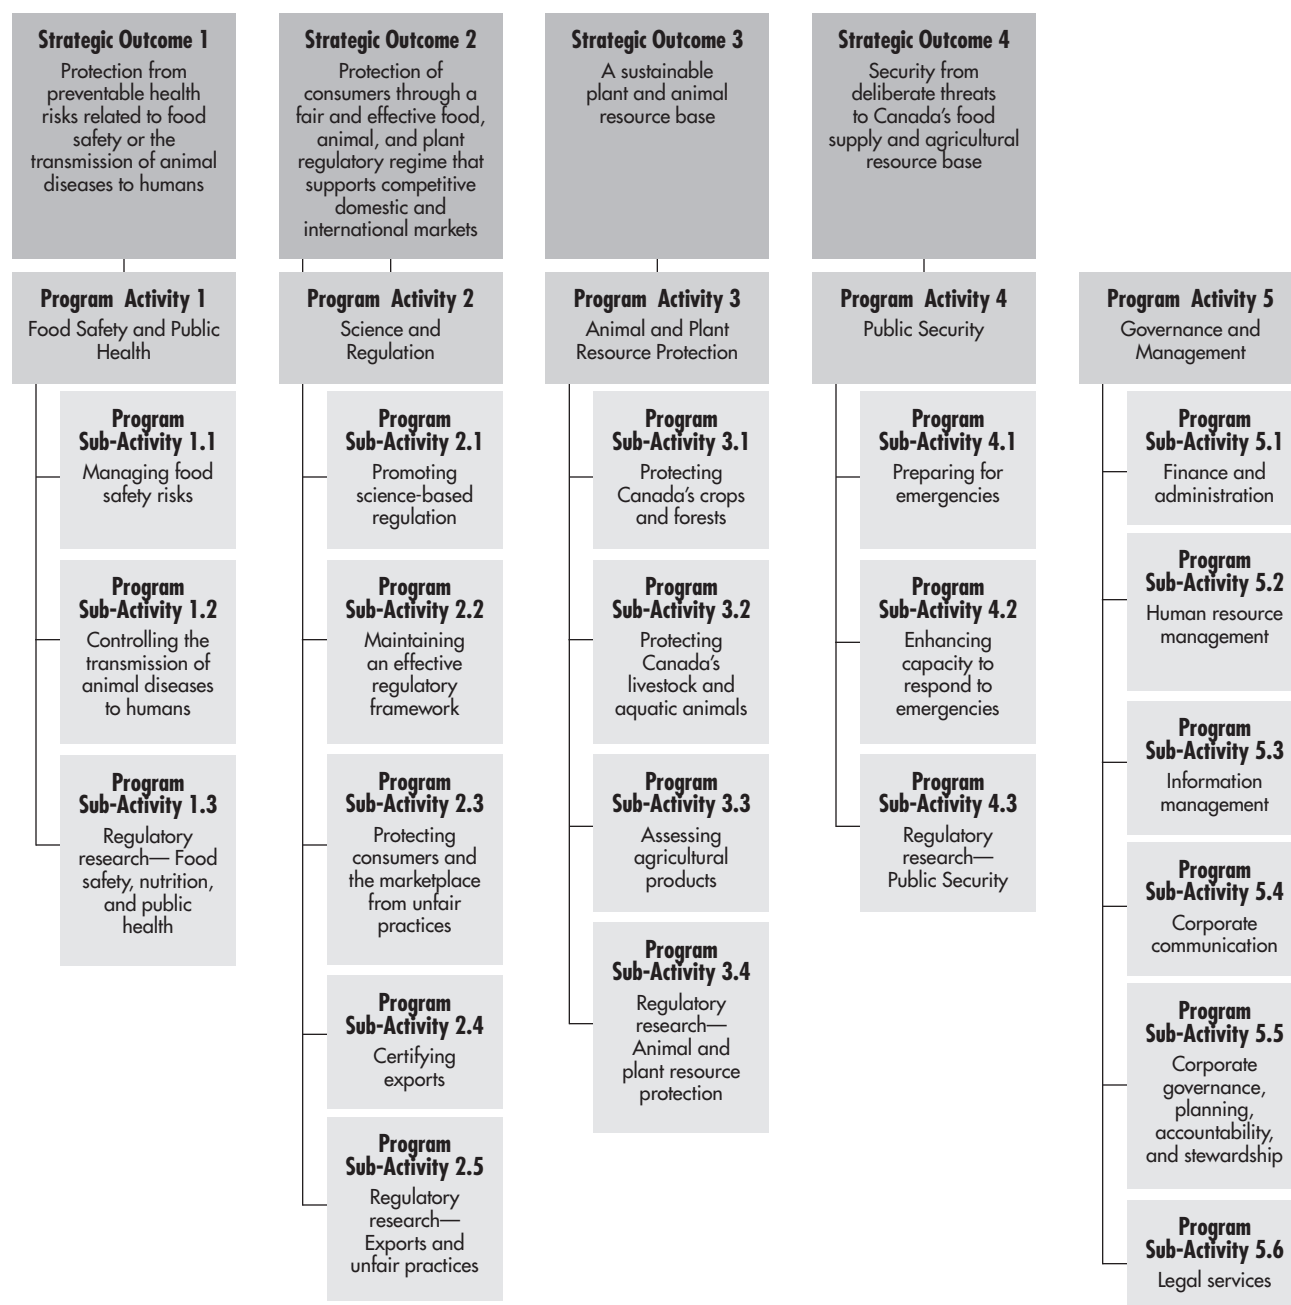 Strategic Outcome 1
Protection from
preventable health
risks related to food
safety or the
transmission of animal
diseases to humans
Strategic Outcome 2
Protection of
consumers through a
fair and effective food,
animal, and plant
regulatory regime that
supports competitive
domestic and
international markets
Strategic Outcome 3
A sustainable
plant and animal
resource base
Strategic Outcome 4
Security from
deliberate threats
to Canada’s food
supply and agricultural
resource base
Program Activity 1
Food Safety and Public
Health
Program
Sub-Activity 1.1
Managing food
safety risks
Program
Sub-Activity 1.2
Controlling the
transmission of
animal diseases
to humans
Program
Sub-Activity 1.3
Regulatory
research— Food
safety, nutrition,
and public
health
Program Activity 2
Science and
Regulation
Program
Sub-Activity 2.1
Promoting
science-based
regulation
Program
Sub-Activity 2.2
Maintaining
an effective
regulatory
framework
Program
Sub-Activity 2.3
Protecting
consumers and
the marketplace
from unfair
practices
Program
Sub-Activity 2.4
Certifying
exports
Program
Sub-Activity 2.5
Regulatory
research—
Exports and
unfair practices
Program Activity 3
Animal and Plant
Resource Protection
Program
Sub-Activity 3.1
Protecting
Canada’s crops
and forests
Program
Sub-Activity 3.2
Protecting
Canada’s
livestock and
aquatic animals
Program
Sub-Activity 3.3
Assessing
agricultural
products
Program
Sub-Activity 3.4
Regulatory
research—
Animal and
plant resource
protection
Program Activity 4
Public Security
Program
Sub-Activity 4.1
Preparing for
emergencies
Program
Sub-Activity 4.2
Enhancing
capacity to
respond to
emergencies
Program
Sub-Activity 4.3
Regulatory
research—
Public Security
Program Activity 5
Governance and
Management
Program
Sub-Activity 5.1
Finance and
administration
Program
Sub-Activity 5.2
Human resource
management
Program
Sub-Activity 5.3
Information
management
Program
Sub-Activity 5.4
Corporate
communication
Program
Sub-Activity 5.5
Corporate
governance,
planning,
accountability,
and stewardship
Program
Sub-Activity 5.6
Legal services